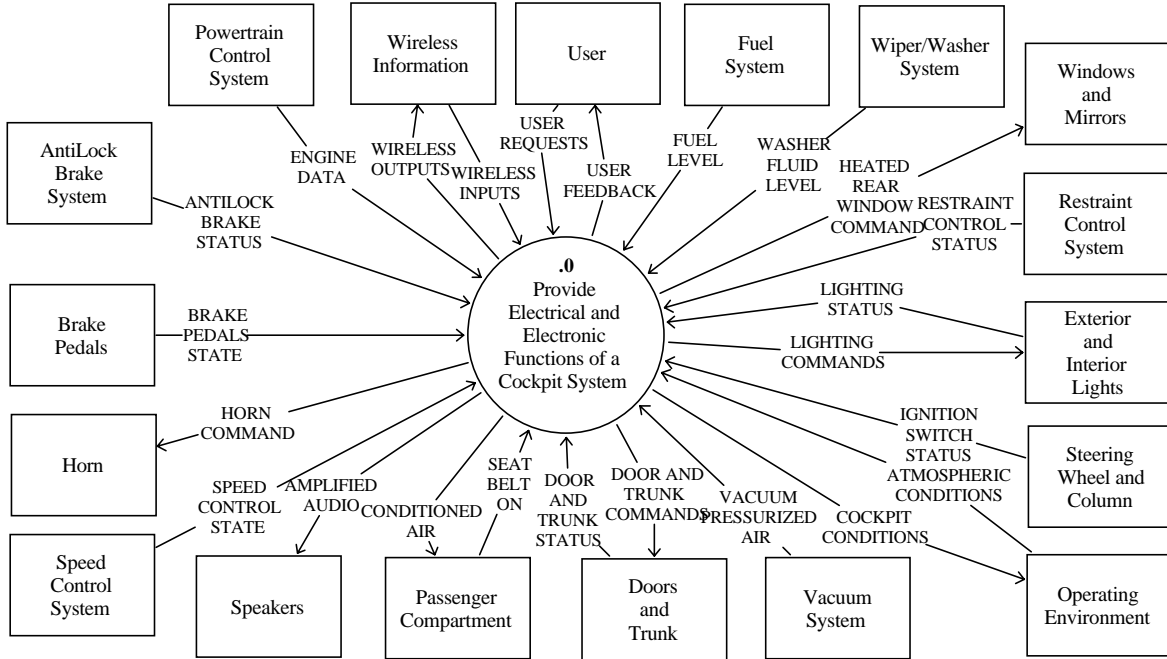 Powertrain
Control
System
Wireless
Information
User
Fuel
System
Wiper/Washer
System
Windows
and
Mirrors
AntiLock
Brake
System
ENGINE
DATA
WIRELESS
OUTPUTS
WIRELESS
INPUTS
USER
REQUESTS
USER
FEEDBACK
FUEL
LEVEL
WASHER
FLUID
LEVEL
HEATED
REAR
WINDOW
COMMAND
ANTILOCK
BRAKE
STATUS
RESTRAINT
CONTROL
STATUS
Restraint
Control
System
.0
Provide
Electrical and
Electronic
Functions of a
Cockpit System
Brake
Pedals
BRAKE
PEDALS
STATE
LIGHTING
STATUS
LIGHTING
COMMANDS
Exterior
and
Interior
Lights
Horn
HORN
COMMAND
IGNITION
SWITCH
STATUS
Steering
Wheel and
Column
ATMOSPHERIC
CONDITIONS
Speed
Control
System
SPEED
CONTROL
STATE
AMPLIFIED
AUDIO
CONDITIONED
AIR
SEAT
BELT
ON
DOOR
AND
TRUNK
STATUS
DOOR AND
TRUNK
COMMANDS
VACUUM
PRESSURIZED
AIR
COCKPIT
CONDITIONS
Speakers
Passenger
Compartment
Doors
and
Trunk
Vacuum
System
Operating
Environment